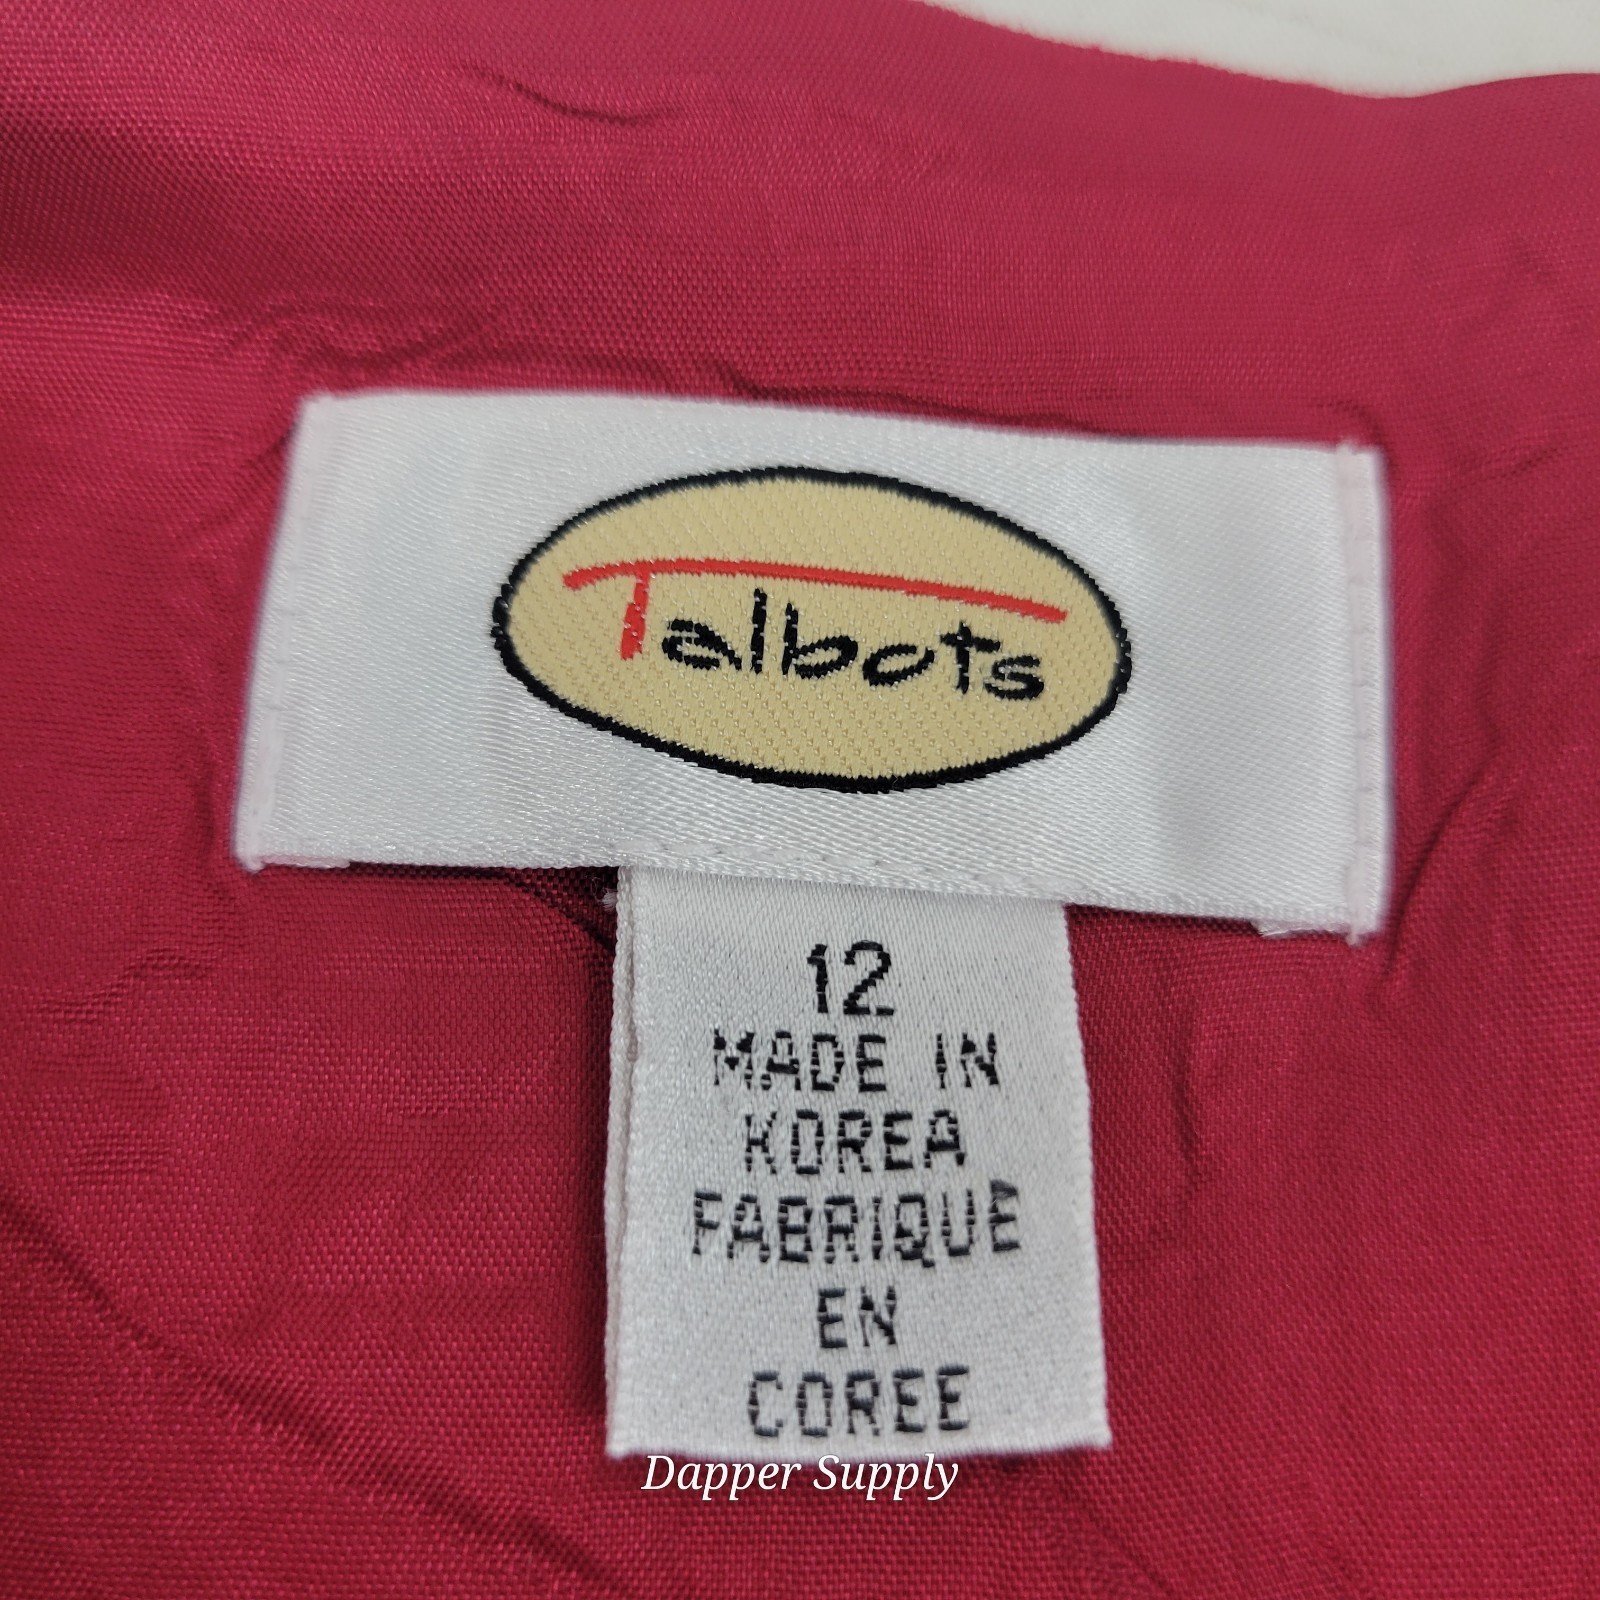 Talbots
12
MADE IN
KOREA
FABRIQUE
EN
COREE
Dapper Supply